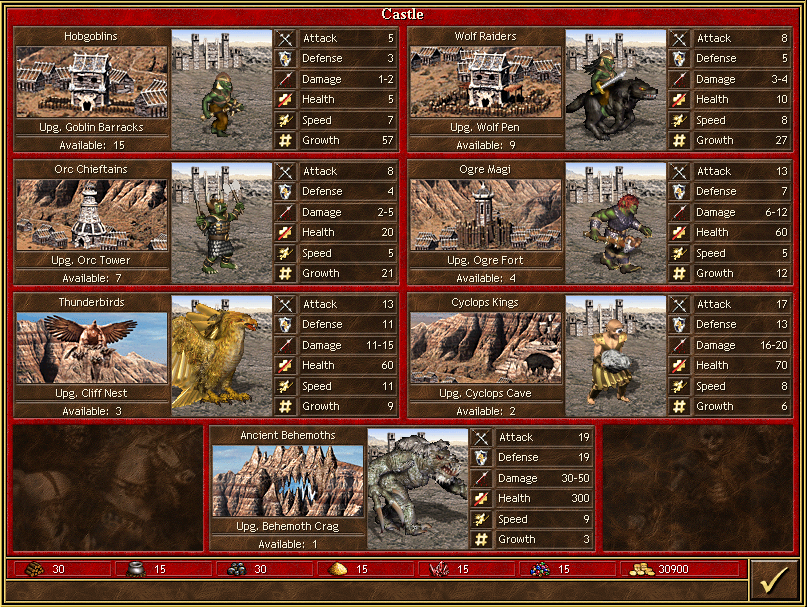 Castle
Hobgoblins
Upg. Goblin Barracks
Available: 15
Attack 5
Defense 3
Damage 1-2
Health 5
Speed 7
Growth 57
Wolf Raiders
Upg. Wolf Pen
Available: 9
Attack 8
Defense 5
Damage 3-4
Health 10
Speed 8
Growth 27
Orc Chieftains
Upg. Orc Tower
Available: 7
Attack 8
Defense 4
Damage 2-5
Health 20
Speed 5
Growth 21
Ogre Magi
Upg. Ogre Fort
Available: 4
Attack 13
Defense 7
Damage 6-12
Health 60
Speed 5
Growth 12
Thunderbirds
Upg. Cliff Nest
Available: 3
Attack 13
Defense 11
Damage 11-15
Health 60
Speed 11
Growth 9
Cyclops Kings
Upg. Cyclops Cave
Available: 2
Attack 17
Defense 13
Damage 16-20
Health 70
Speed 8
Growth 6
Ancient Behemoths
Upg. Behemoth Crag
Available: 1
Attack 19
Defense 19
Damage 30-50
Health 300
Speed 9
Growth 3
30 15 30 15 15 15 30900